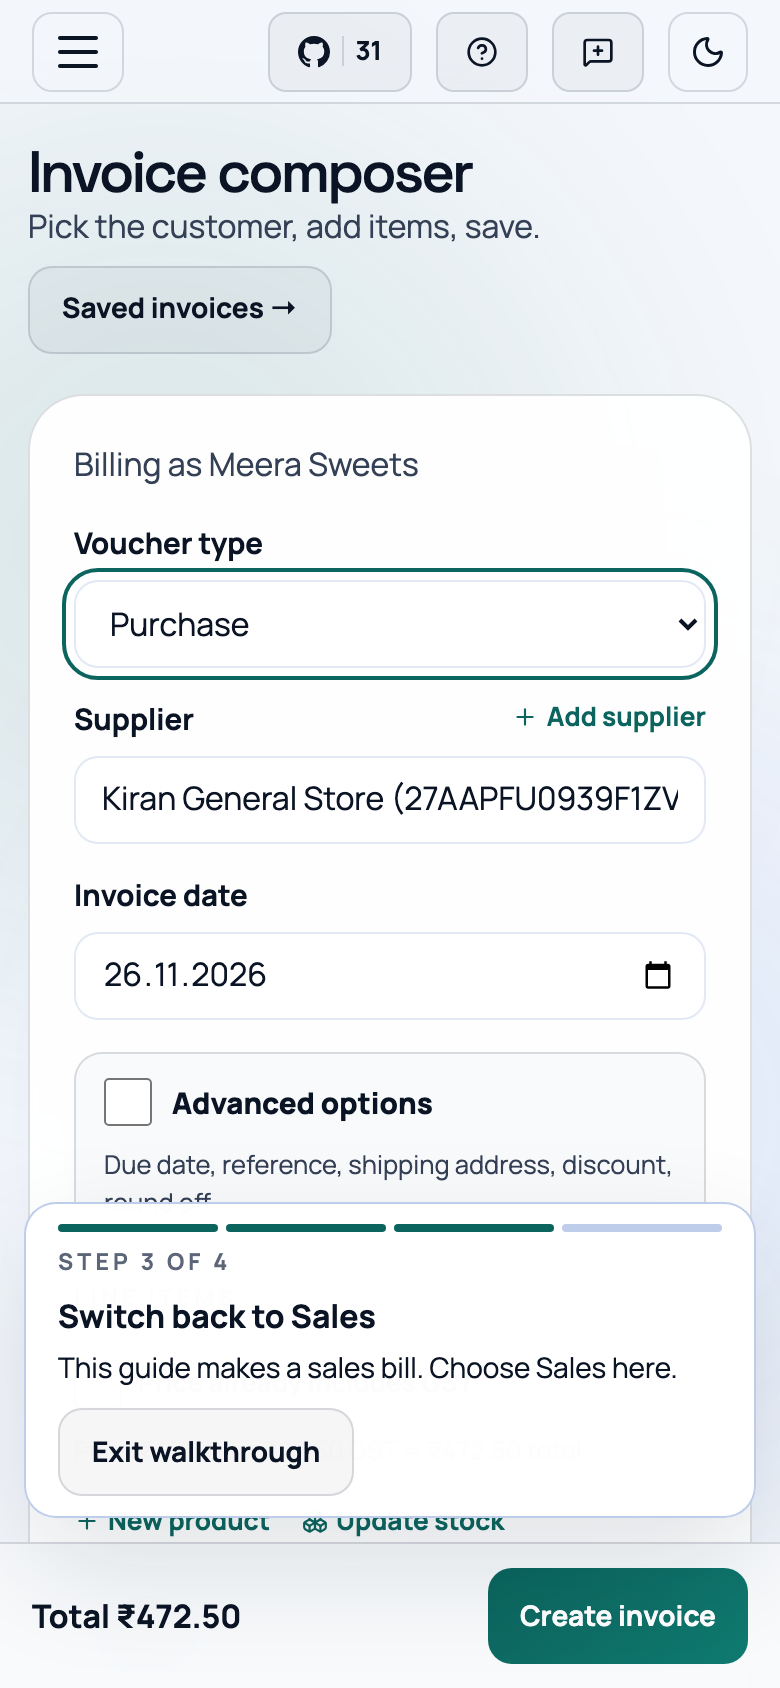 31
Invoice composer
Pick the customer, add items, save.
Saved invoices →
Billing as Meera Sweets
Voucher type
Purchase
Supplier
+ Add supplier
Kiran General Store (27AAPFU0939F1ZV
Invoice date
26.11.2026
Advanced options
Due date, reference, shipping address, discount,
round off
STEP 3 OF 4
Switch back to Sales
This guide makes a sales bill. Choose Sales here.
Exit walkthrough
+ New product
Update stock
Total ₹472.50
Create invoice